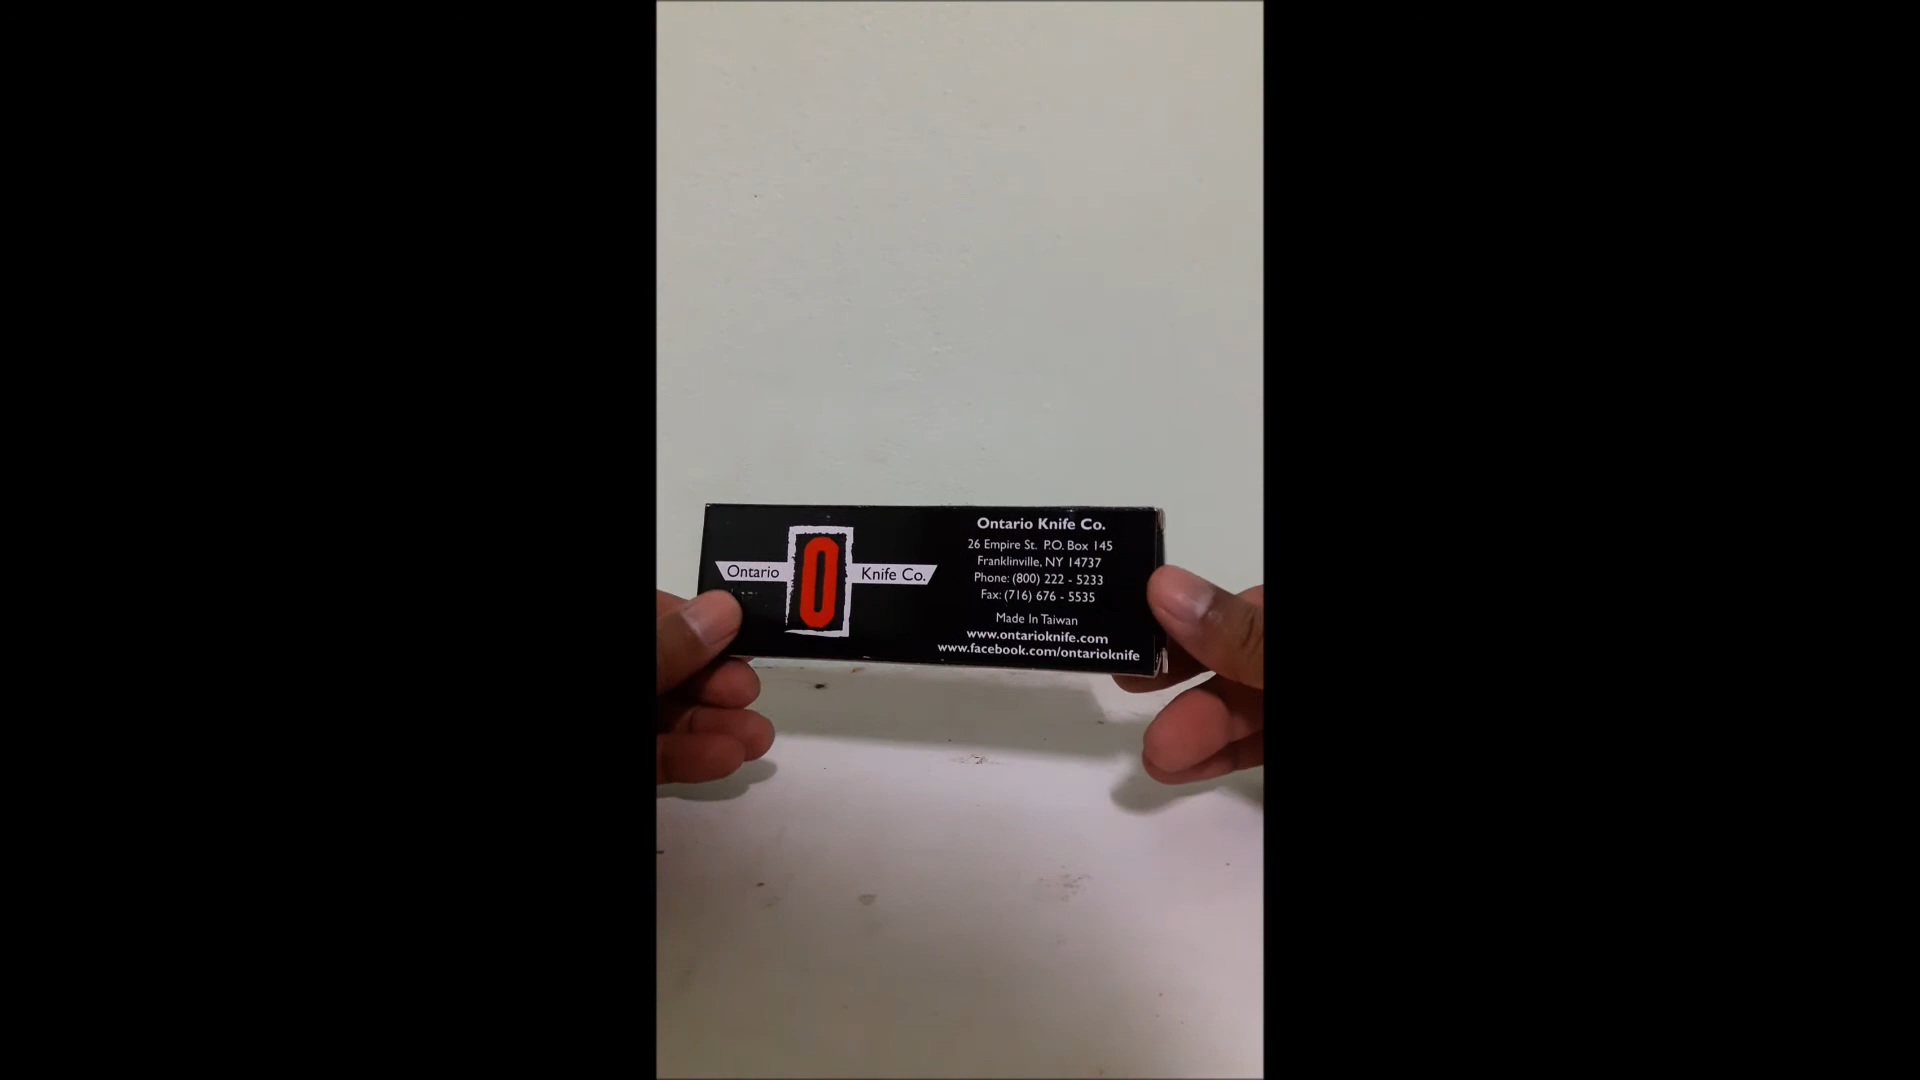 Ontario Knife Co.
Ontario Knife Co.
26 Empire St. P.O. Box 145
Franklinville, NY 14737
Phone: (800) 222 - 5233
Fax: (716) 676 - 5535
Made In Taiwan
www.ontarioknife.com
www.facebook.com/ontarioknife